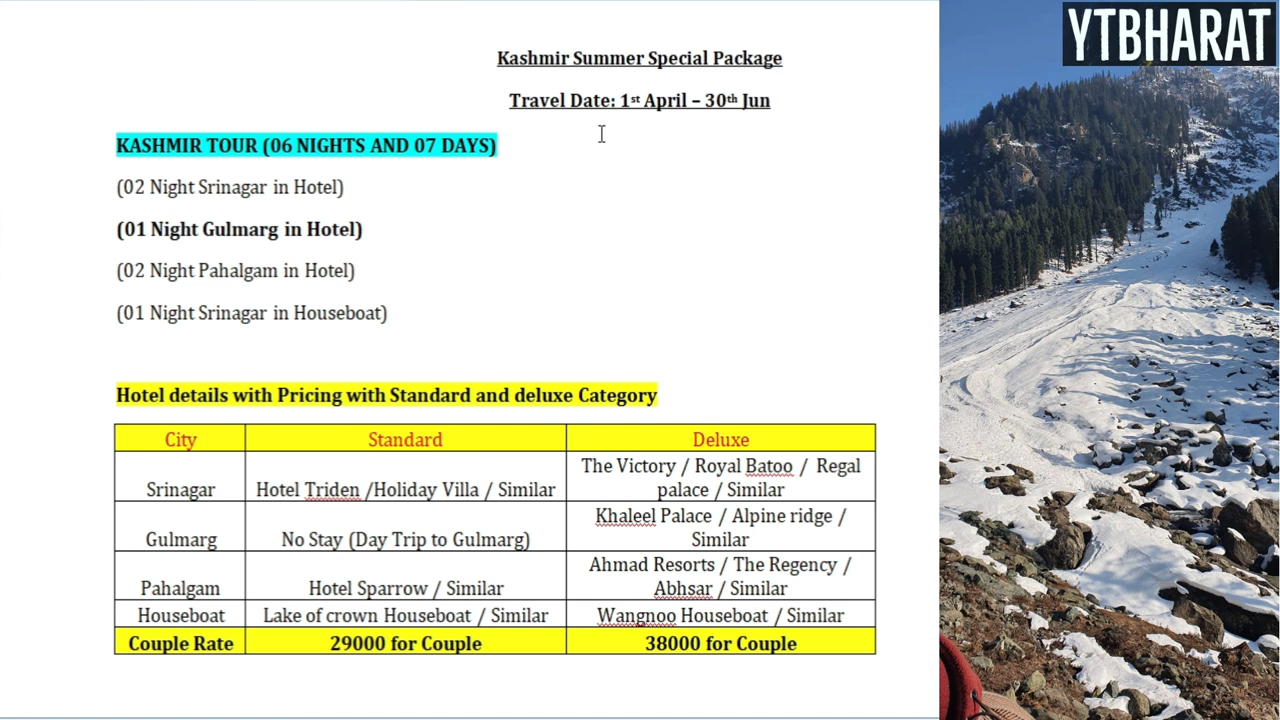 Kashmir Summer Special Package
Travel Date: 1st April – 30th Jun
KASHMIR TOUR (06 NIGHTS AND 07 DAYS)
(02 Night Srinagar in Hotel)
(01 Night Gulmarg in Hotel)
(02 Night Pahalgam in Hotel)
(01 Night Srinagar in Houseboat)
Hotel details with Pricing with Standard and deluxe Category
City Standard Deluxe
Srinagar Hotel Triden /Holiday Villa / Similar The Victory / Royal Batoo / Regal
palace / Similar
Gulmarg No Stay (Day Trip to Gulmarg) Khaleel Palace / Alpine ridge /
Similar
Pahalgam Hotel Sparrow / Similar Ahmad Resorts / The Regency /
Abhsar / Similar
Houseboat Lake of crown Houseboat / Similar Wangnoo Houseboat / Similar
Couple Rate 29000 for Couple 38000 for Couple
YTBHARAT